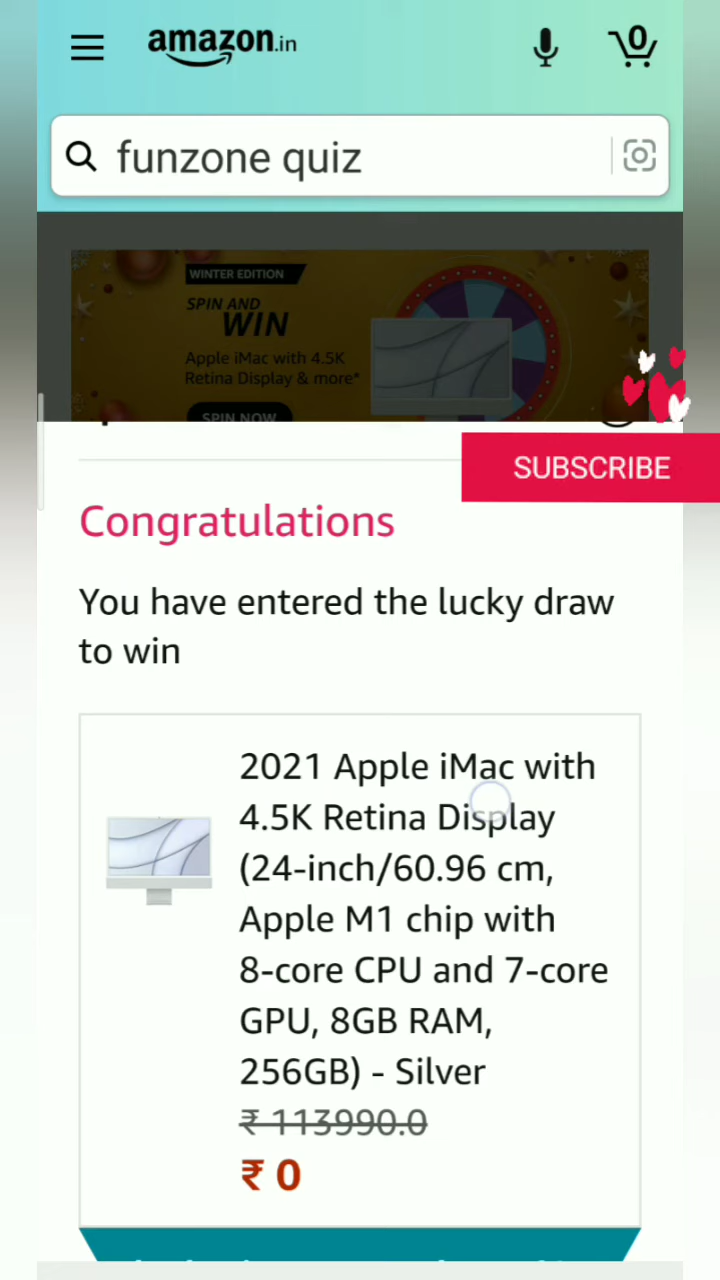 amazon.in
0
funzone quiz
WINTER EDITION
SPIN AND
WIN
Apple iMac with 4.5K
Retina Display & more*
SPIN NOW
SUBSCRIBE
Congratulations
You have entered the lucky draw
to win
2021 Apple iMac with
4.5K Retina Display
(24-inch/60.96 cm,
Apple M1 chip with
8-core CPU and 7-core
GPU, 8GB RAM,
256GB) - Silver
₹ 113990.0
₹ 0